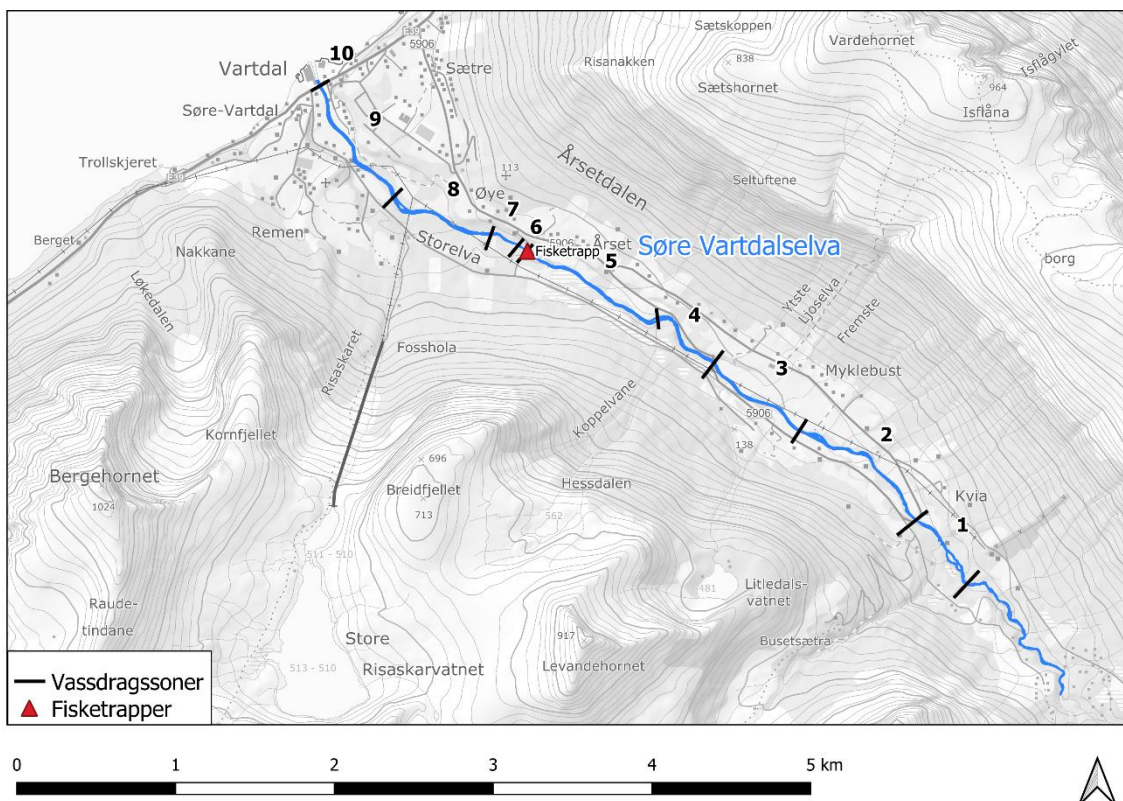 Sætskoppen
Vardehornet
Isflågylet
E39
5906
10
Vartdal
Sætre
Risanakken
838
Sætshornet
964
Isflåna
Søre-Vartdal
9
Trollskjeret
E39
113
Årsetdalen
Seltuftene
8
Øye
7
Berget
Remen
6
5906
Årset
Søre Vartdalselva
Nakkane
Storelva
Fisketrapp
5
borg
Løkedalen
Ytste
Ljoselva
Fremste
4
Risaskaret
Fosshola
3
Myklebust
Køppelvane
5906
2
Kornfjellet
138
696
Bergehornet
Breidfjellet
Hessdalen
Kvia
1024
713
562
1
511 - 510
481
Litledals-
vatnet
Raude-
tindane
Store
917
Busetsætra
513 - 510
Risaskarvatnet
Levandehornet
Vassdragssoner
Fisketrapper
0 1 2 3 4 5 km